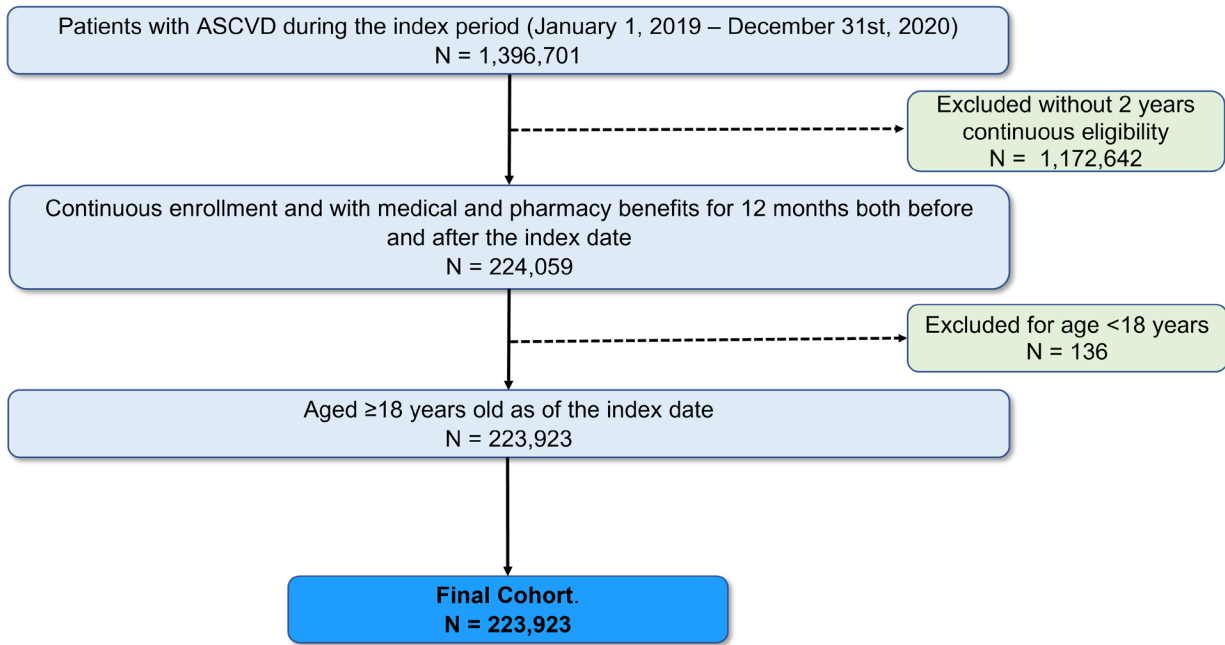 Patients with ASCVD during the index period (January 1, 2019 – December 31st, 2020)
N = 1,396,701
Excluded without 2 years
continuous eligibility
N =  1,172,642
Continuous enrollment and with medical and pharmacy benefits for 12 months both before
and after the index date
N = 224,059
Excluded for age <18 years
N = 136
Aged ≥18 years old as of the index date
N = 223,923
Final Cohort.
N = 223,923